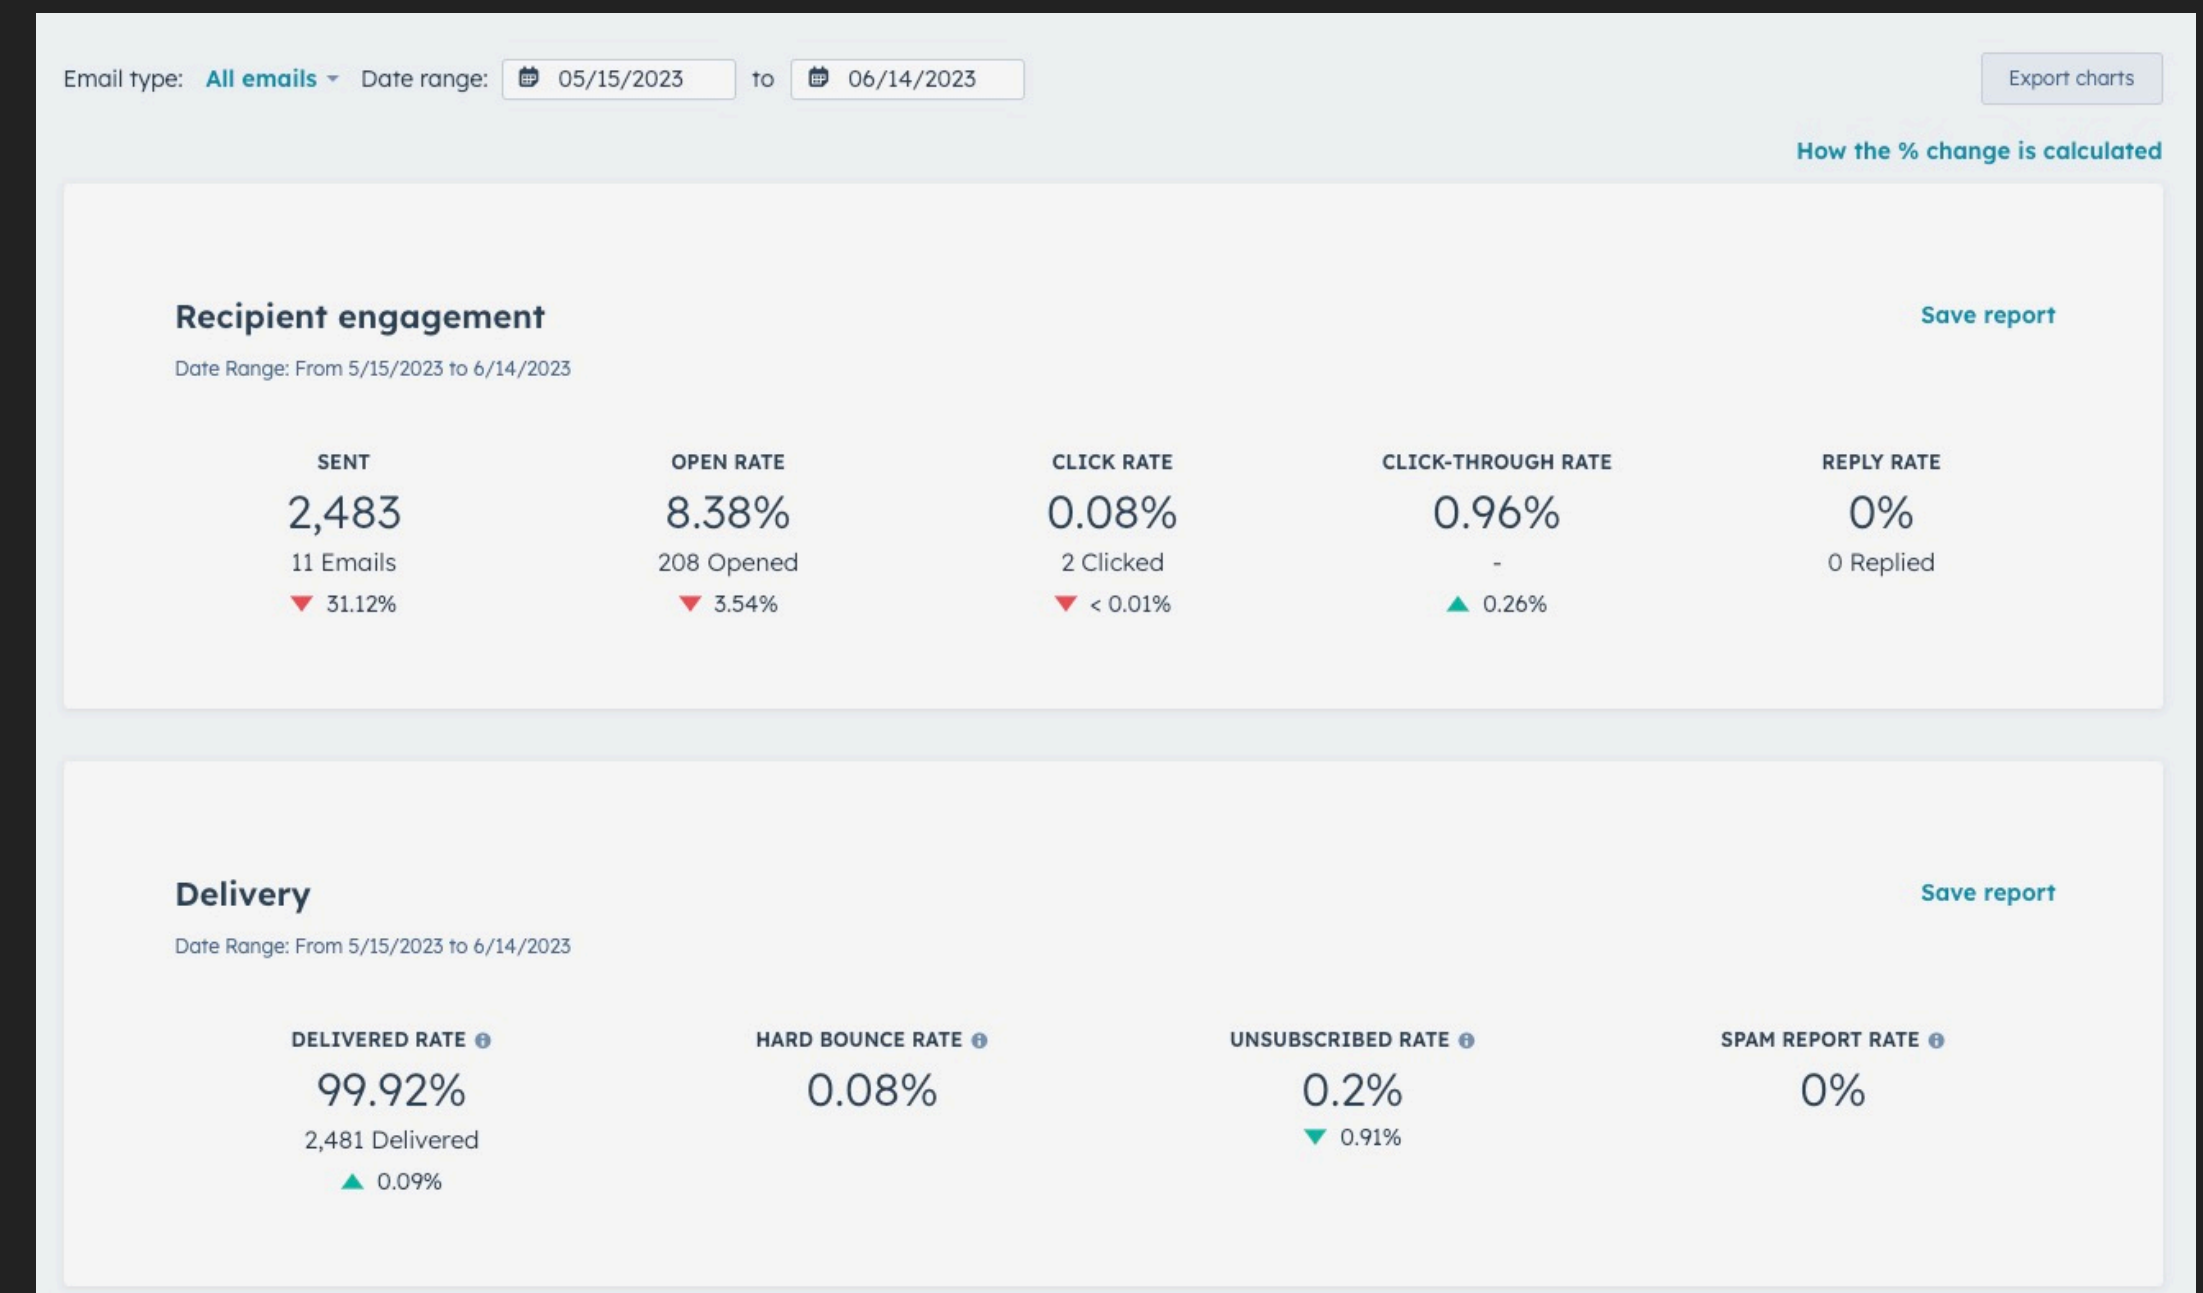 Email type: All emails Date range: 05/15/2023 to 06/14/2023 Export charts
How the % change is calculated
Recipient engagement Save report
Date Range: From 5/15/2023 to 6/14/2023
SENT OPEN RATE CLICK RATE CLICK-THROUGH RATE REPLY RATE
2,483 8.38% 0.08% 0.96% 0%
11 Emails 208 Opened 2 Clicked - 0 Replied
31.12% 3.54% < 0.01% 0.26%
Delivery Save report
Date Range: From 5/15/2023 to 6/14/2023
DELIVERED RATE HARD BOUNCE RATE UNSUBSCRIBED RATE SPAM REPORT RATE
99.92% 0.08% 0.2% 0%
2,481 Delivered 0.91%
0.09%